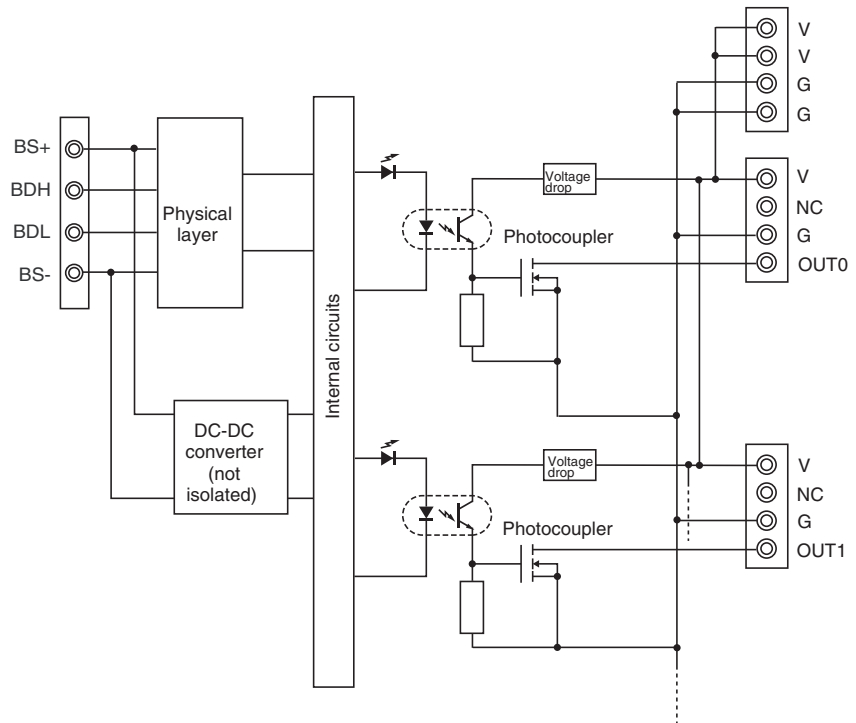 V
V
G
G
BS+
BDH
BDL
BS-
Physical
layer
Voltage
drop
V
NC
G
OUT0
Photocoupler
Internal circuits
DC-DC
converter
(not
isolated)
Voltage
drop
V
NC
G
OUT1
Photocoupler